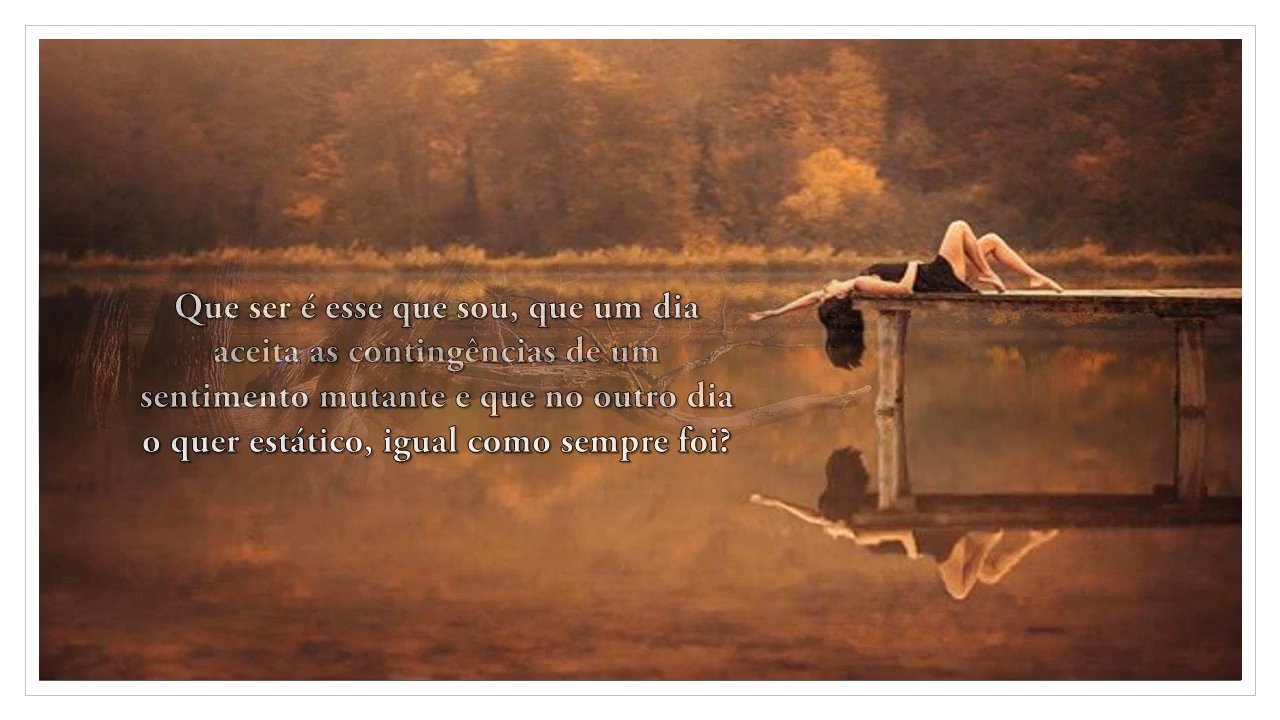 Que ser é esse que sou, que um dia
aceita as contingências de um
sentimento mutante e que no outro dia
o quer estático, igual como sempre foi?